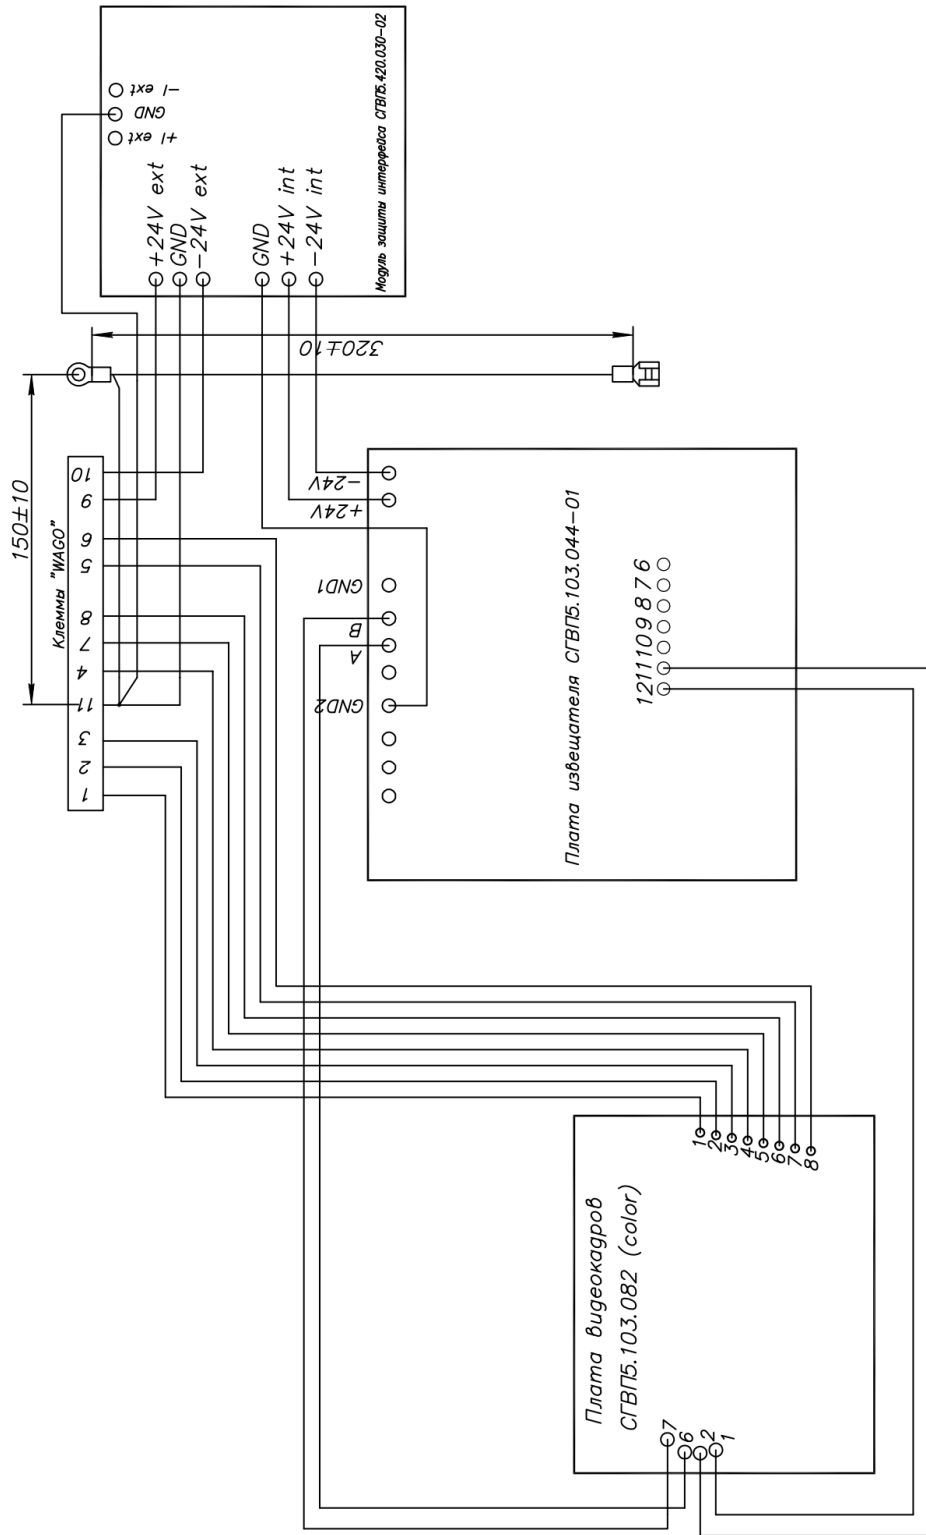 -I ext
GND
+I ext
+24V ext
GND
-24V ext
GND
+24V int
-24V int
Модуль защиты интерфейса СГВП5.420.030-02
320±10
150±10
Клеммы "WAGO"
10
9
6
5
8
7
4
11
3
2
1
-24V
+24V
GND1
B
A
GND2
Плата извещателя СГВП5.103.044-01
6
7
8
9
10
11
12
Плата видеокадров
СГВП5.103.082 (color)
1
2
3
4
5
6
7
8
7
6
2
1